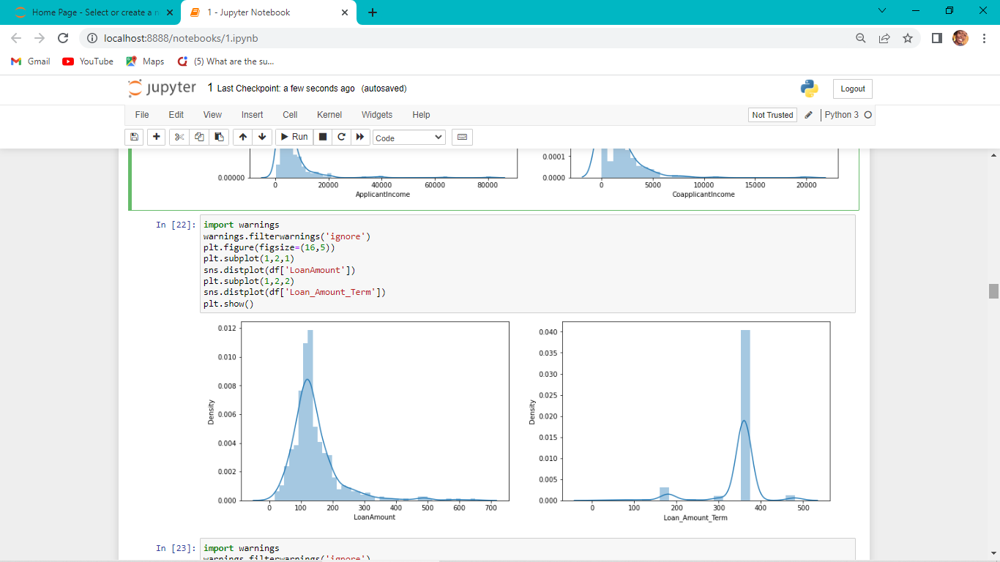 Home Page - Select or create a n
1 - Jupyter Notebook
localhost:8888/notebooks/1.ipynb
Gmail YouTube Maps (5) What are the su...
jupyter 1 Last Checkpoint: a few seconds ago (autosaved) Logout
File Edit View Insert Cell Kernel Widgets Help Not Trusted Python 3
Run Code
0.0001
0.00000 0.0000
0 20000 40000 60000 80000 0 5000 10000 15000 20000
ApplicantIncome CoapplicantIncome
In [22]: import warnings
warnings.filterwarnings('ignore')
plt.figure(figsize=(16,5))
plt.subplot(1,2,1)
sns.distplot(df['LoanAmount'])
plt.subplot(1,2,2)
sns.distplot(df['Loan_Amount_Term'])
plt.show()
0.012
0.010
0.008
0.006
0.004
0.002
0.000
Density
0 100 200 300 400 500 600 700
LoanAmount
0.040
0.035
0.030
0.025
0.020
0.015
0.010
0.005
0.000
Density
0 100 200 300 400 500
Loan_Amount_Term
In [23]: import warnings
warnings.filterwarnings('ignore')